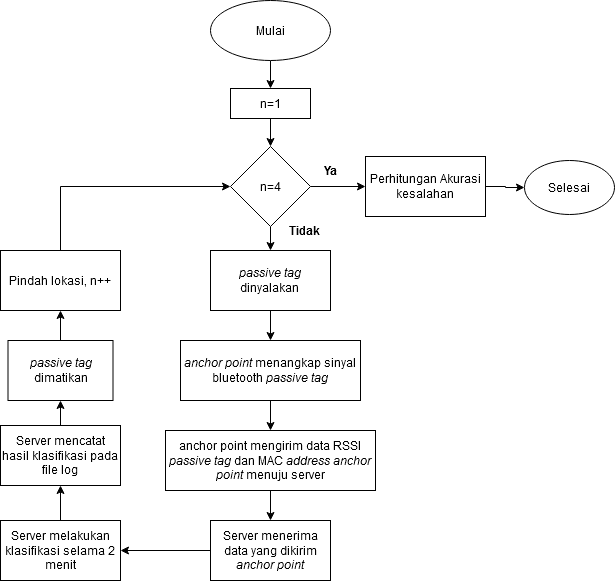 Mulai
n=1
n=4
Ya
Perhitungan Akurasi
kesalahan
Selesai
Tidak
passive tag
dinyalakan
anchor point menangkap sinyal
bluetooth passive tag
anchor point mengirim data RSSI
passive tag dan MAC address anchor
point menuju server
Server menerima
data yang dikirim
anchor point
Server melakukan
klasifikasi selama 2
menit
Server mencatat
hasil klasifikasi pada
file log
passive tag
dimatikan
Pindah lokasi, n++